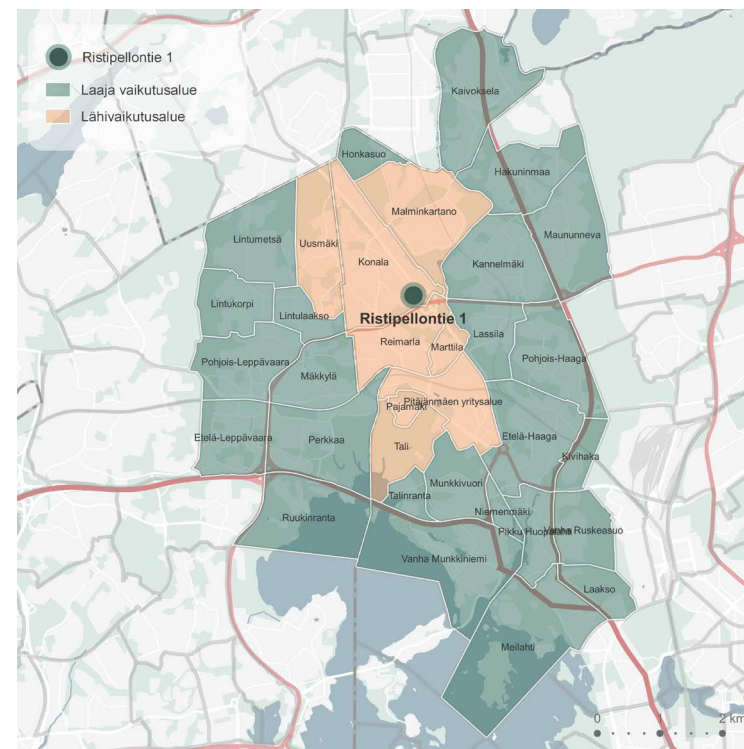 Ristipellontie 1
Laaja vaikutusalue
Lähivaikutusalue
Kaivoksela
Honkasuo
Hakuninmaa
Malminkartano
Lintumetsä
Uusmäki
Maununneva
Konala
Kannelmäki
Lintukorpi
Lintulaakso
Ristipellontie 1
Lassila
Reimarla
Marttila
Pohjois-Haaga
Pohjois-Leppävaara
Mäkkylä
Pitäjänmäen yritysalue
Pajamäki
Etelä-Leppävaara
Perkkaa
Etelä-Haaga
Tali
Kivihaka
Munkkivuori
Talinranta
Niemenmäki
Ruukinranta
Pikku Huopalahti
Vanha Ruskeasuo
Vanha Munkkiniemi
Laakso
Meilahti
0 1 2 km